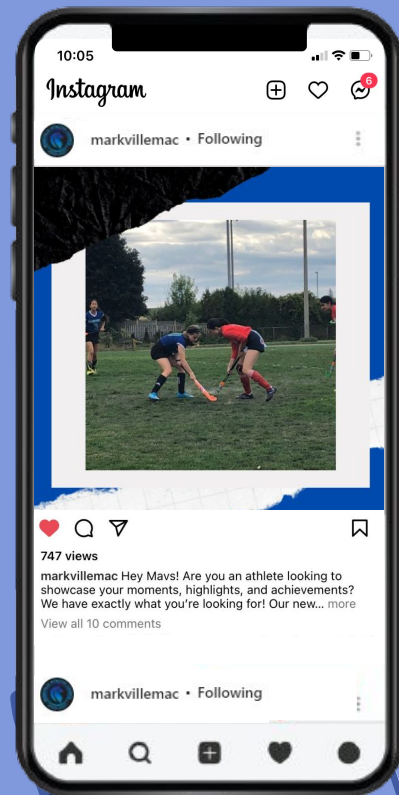 10:05
Instagram
6
markvillemac • Following
747 views
markvillemac Hey Mavs! Are you an athlete looking to
showcase your moments, highlights, and achievements?
We have exactly what you're looking for! Our new... more
View all 10 comments
markvillemac • Following